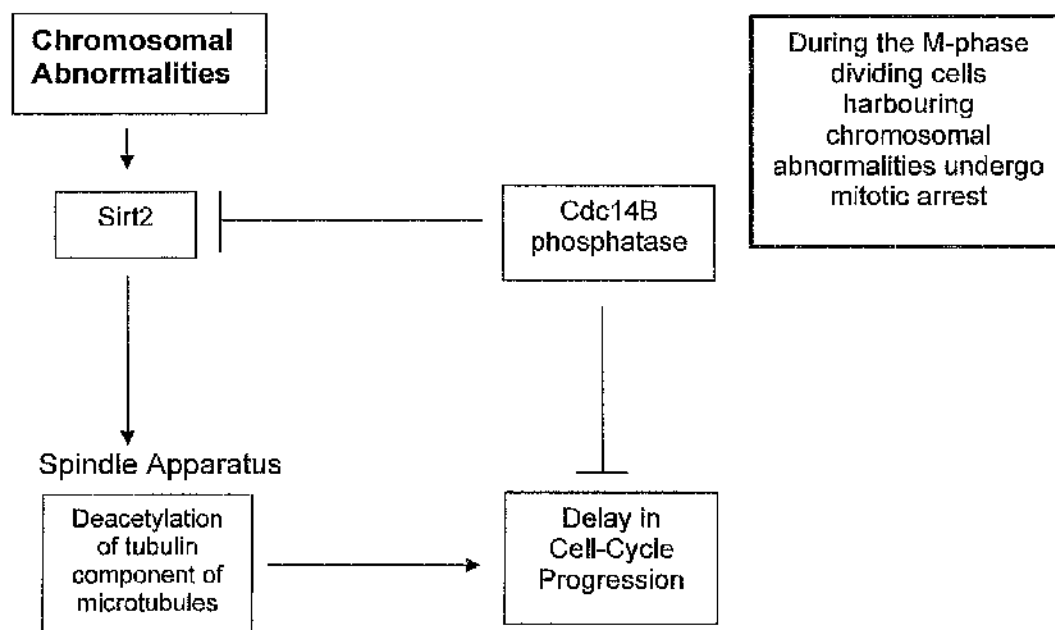 Chromosomal
Abnormalities
During the M-phase
dividing cells
harbouring
chromosomal
abnormalities undergo
mitotic arrest
Sirt2
Cdc14B
phosphatase
Spindle Apparatus
Deacetylation
of tubulin
component of
microtubules
Delay in
Cell-Cycle
Progression